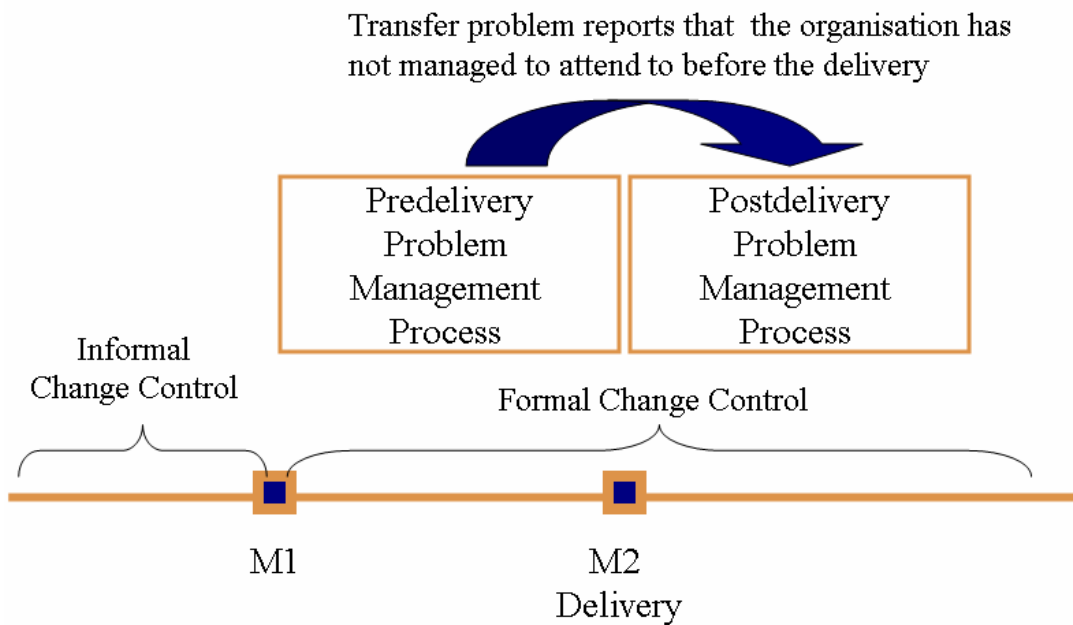 Transfer problem reports that the organisation has
not managed to attend to before the delivery
Predelivery
Problem
Management
Process
Postdelivery
Problem
Management
Process
Informal
Change Control
Formal Change Control
M1
M2
Delivery